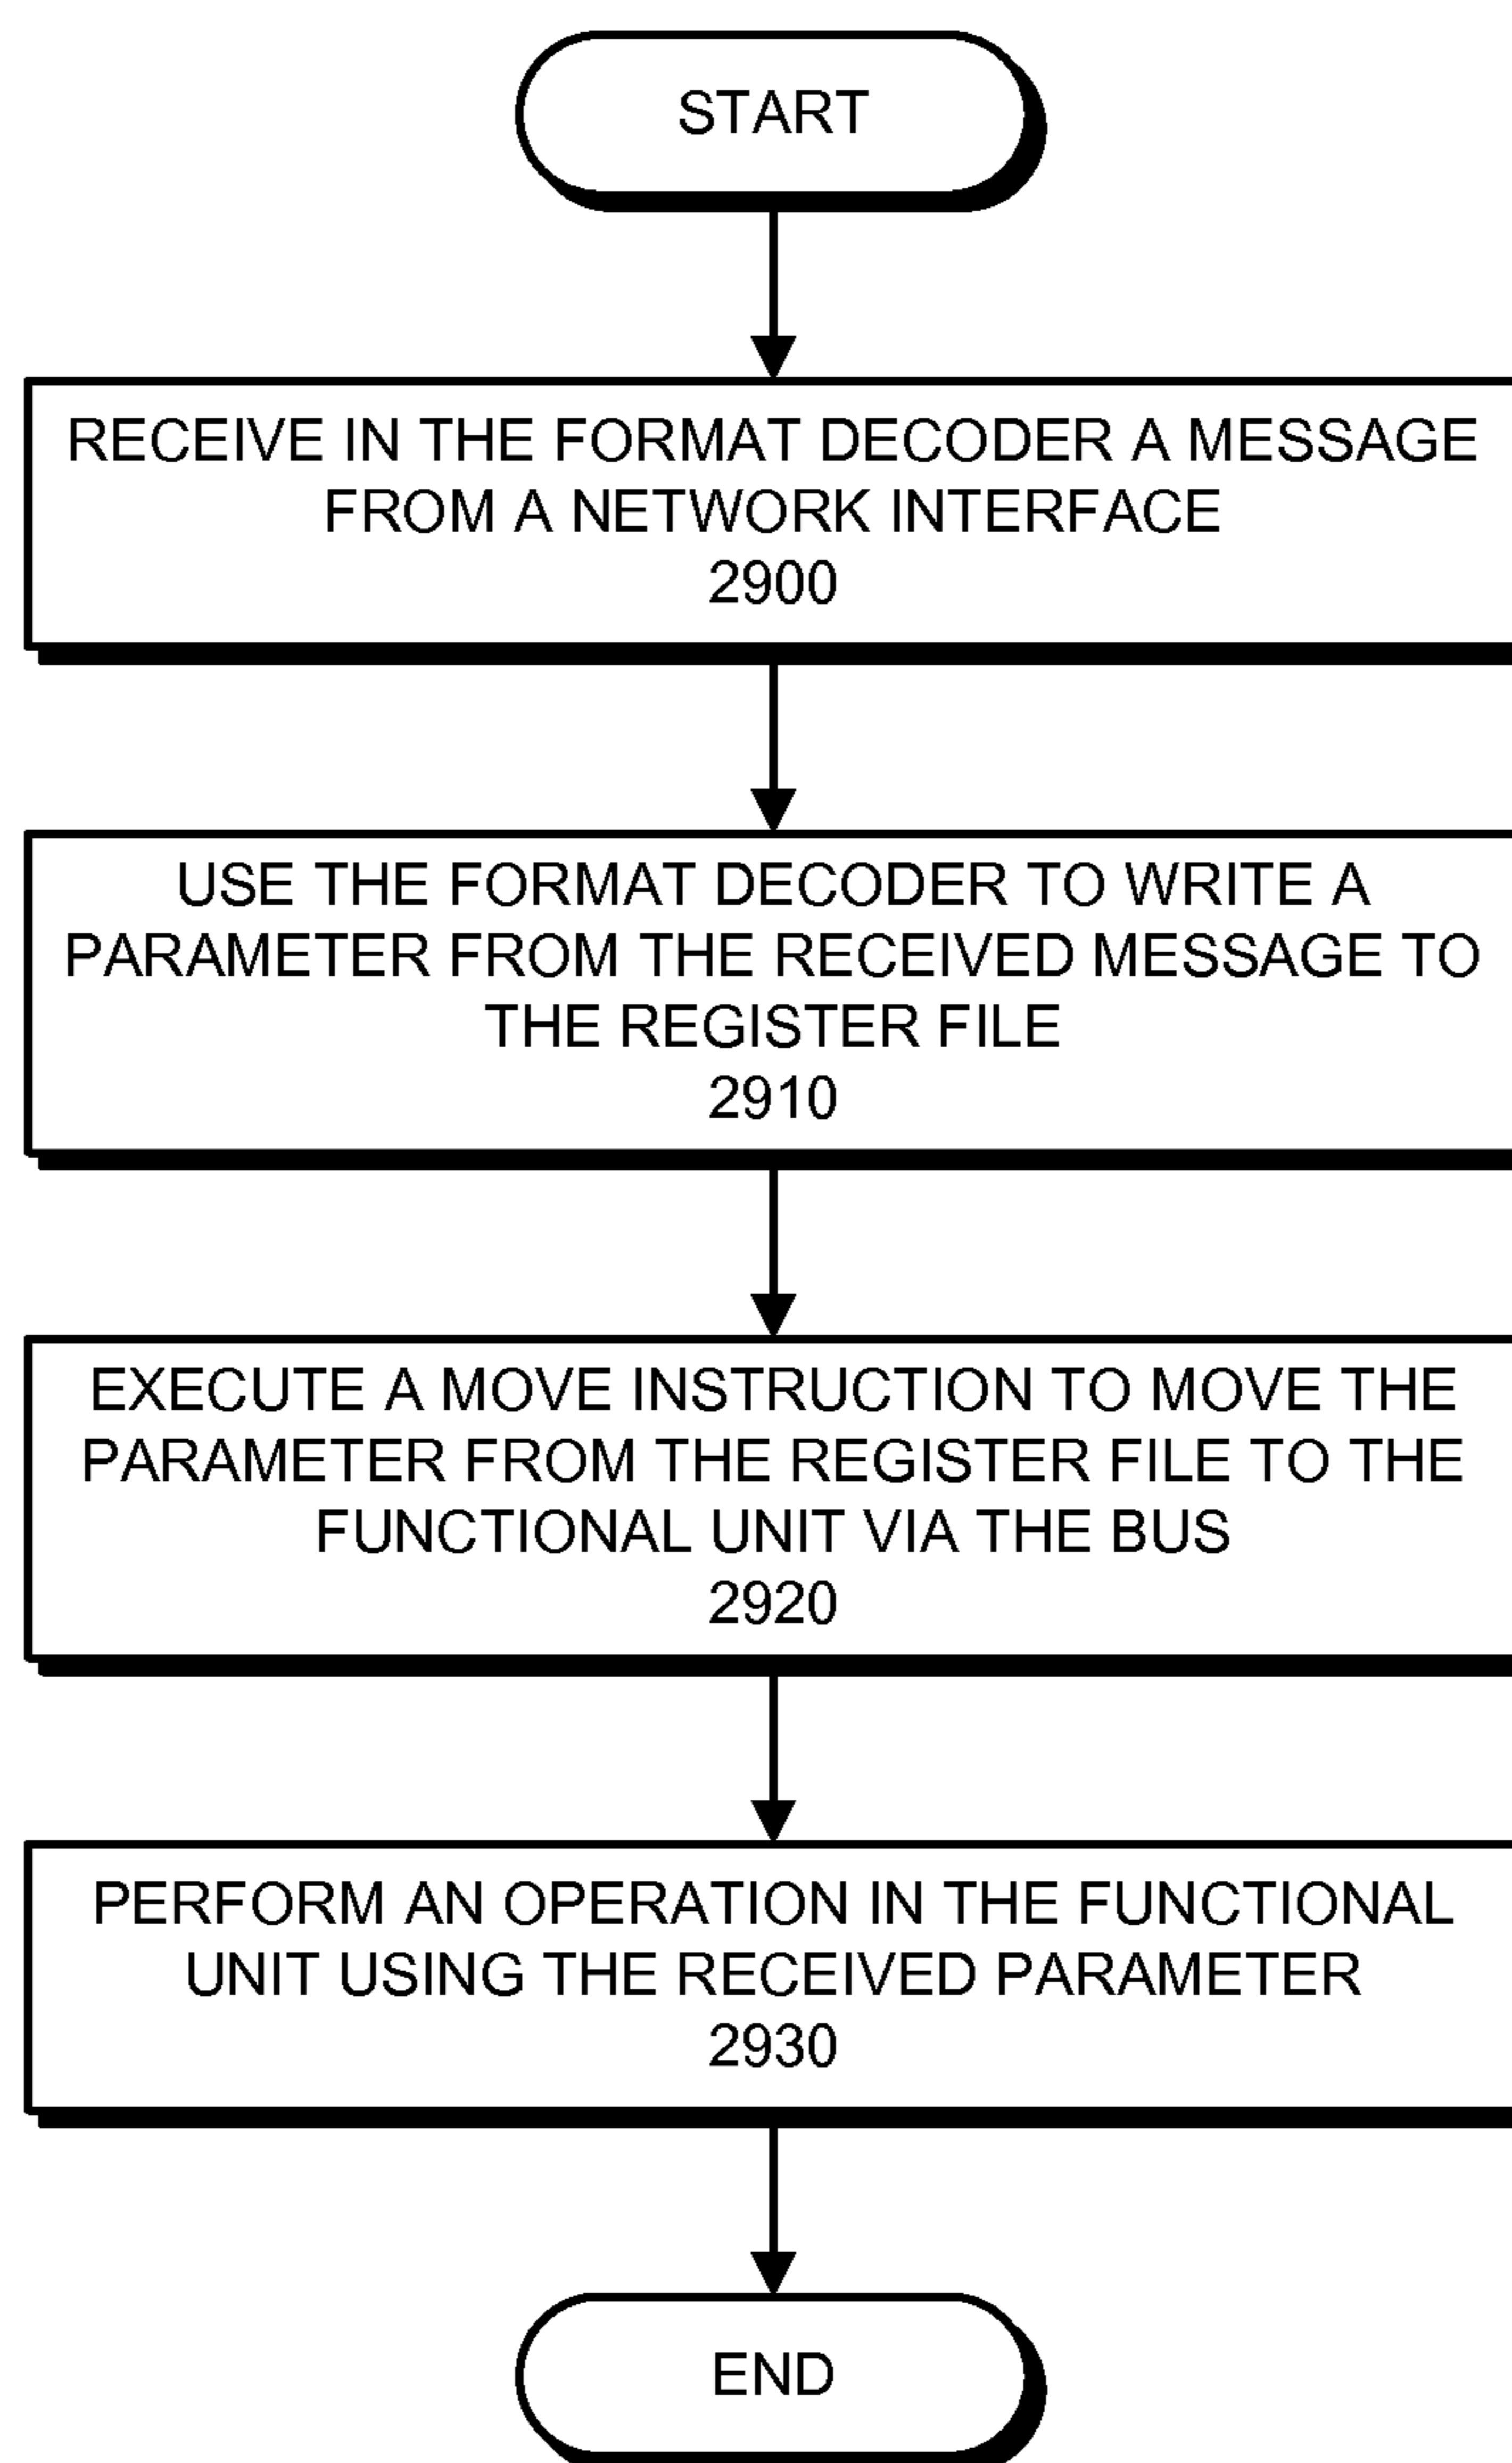 START
RECEIVE IN THE FORMAT DECODER A MESSAGE
FROM A NETWORK INTERFACE
2900
USE THE FORMAT DECODER TO WRITE A
PARAMETER FROM THE RECEIVED MESSAGE TO
THE REGISTER FILE
2910
EXECUTE A MOVE INSTRUCTION TO MOVE THE
PARAMETER FROM THE REGISTER FILE TO THE
FUNCTIONAL UNIT VIA THE BUS
2920
PERFORM AN OPERATION IN THE FUNCTIONAL
UNIT USING THE RECEIVED PARAMETER
2930
END